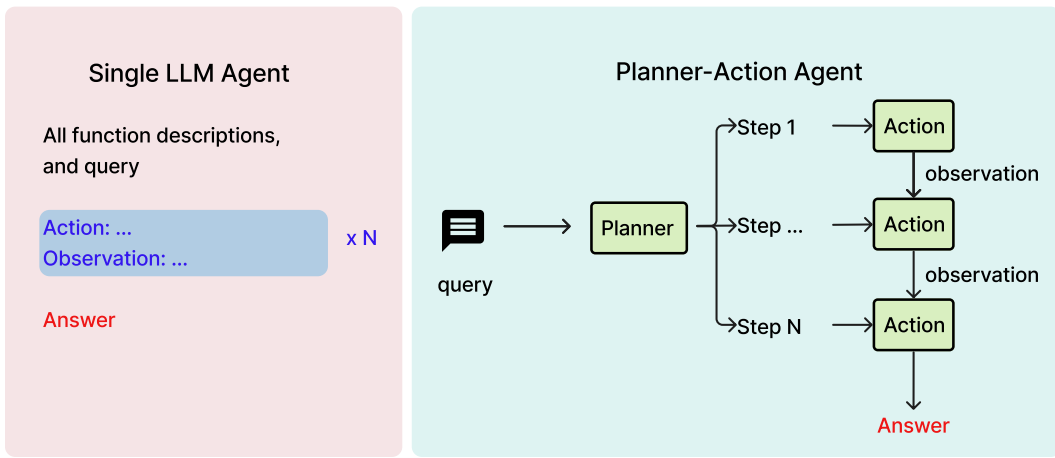 Single LLM Agent
All function descriptions,
and query
Action: ...
Observation: ...
x N
Answer
Planner-Action Agent
query
Planner
Step 1
Action
observation
Step ...
Action
observation
Step N
Action
Answer